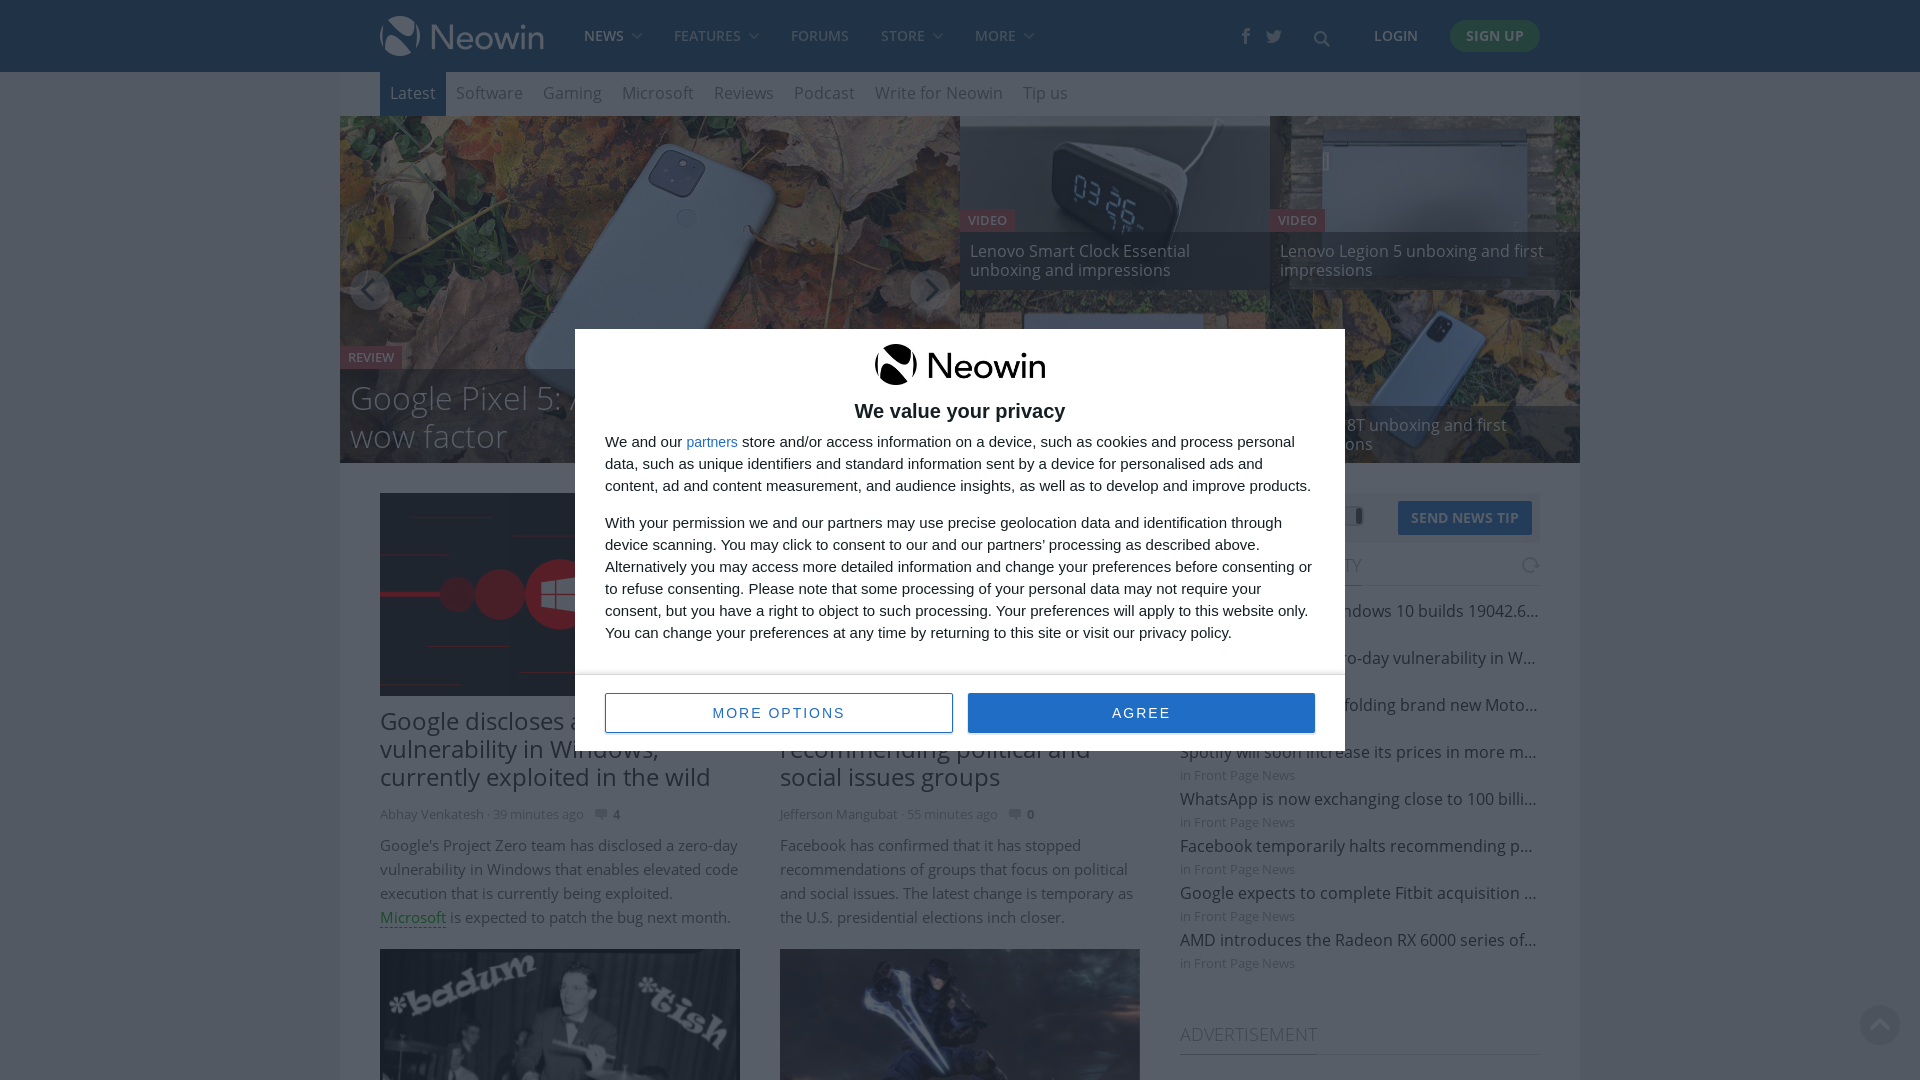 Neowin
NEWS
FEATURES
FORUMS
STORE
MORE
LOGIN
SIGN UP
Latest
Software
Gaming
Microsoft
Reviews
Podcast
Write for Neowin
Tip us
03 26
VIDEO
Lenovo Smart Clock Essential
unboxing and impressions
VIDEO
Lenovo Legion 5 unboxing and first
impressions
REVIEW
Google Pixel 5:
wow factor
8T unboxing and first
ons
Neowin
We value your privacy
We and our partners store and/or access information on a device, such as cookies and process personal
data, such as unique identifiers and standard information sent by a device for personalised ads and
content, ad and content measurement, and audience insights, as well as to develop and improve products.
With your permission we and our partners may use precise geolocation data and identification through
device scanning. You may click to consent to our and our partners’ processing as described above.
Alternatively you may access more detailed information and change your preferences before consenting or
to refuse consenting. Please note that some processing of your personal data may not require your
consent, but you have a right to object to such processing. Your preferences will apply to this website only.
You can change your preferences at any time by returning to this site or visit our privacy policy.
MORE OPTIONS
AGREE
SEND NEWS TIP
TY
ndows 10 builds 19042.6...
ro-day vulnerability in W...
folding brand new Moto...
Spotify will soon increase its prices in more m...
in Front Page News
WhatsApp is now exchanging close to 100 billi...
in Front Page News
Facebook temporarily halts recommending p...
in Front Page News
Google expects to complete Fitbit acquisition ...
in Front Page News
AMD introduces the Radeon RX 6000 series of...
in Front Page News
ADVERTISEMENT
Google discloses a
vulnerability in Windows,
currently exploited in the wild
Abhay Venkatesh · 39 minutes ago
4
Google's Project Zero team has disclosed a zero-day
vulnerability in Windows that enables elevated code
execution that is currently being exploited.
Microsoft is expected to patch the bug next month.
recommending political and
social issues groups
Jefferson Mangubat · 55 minutes ago
0
Facebook has confirmed that it has stopped
recommendations of groups that focus on political
and social issues. The latest change is temporary as
the U.S. presidential elections inch closer.
*badum
*tish